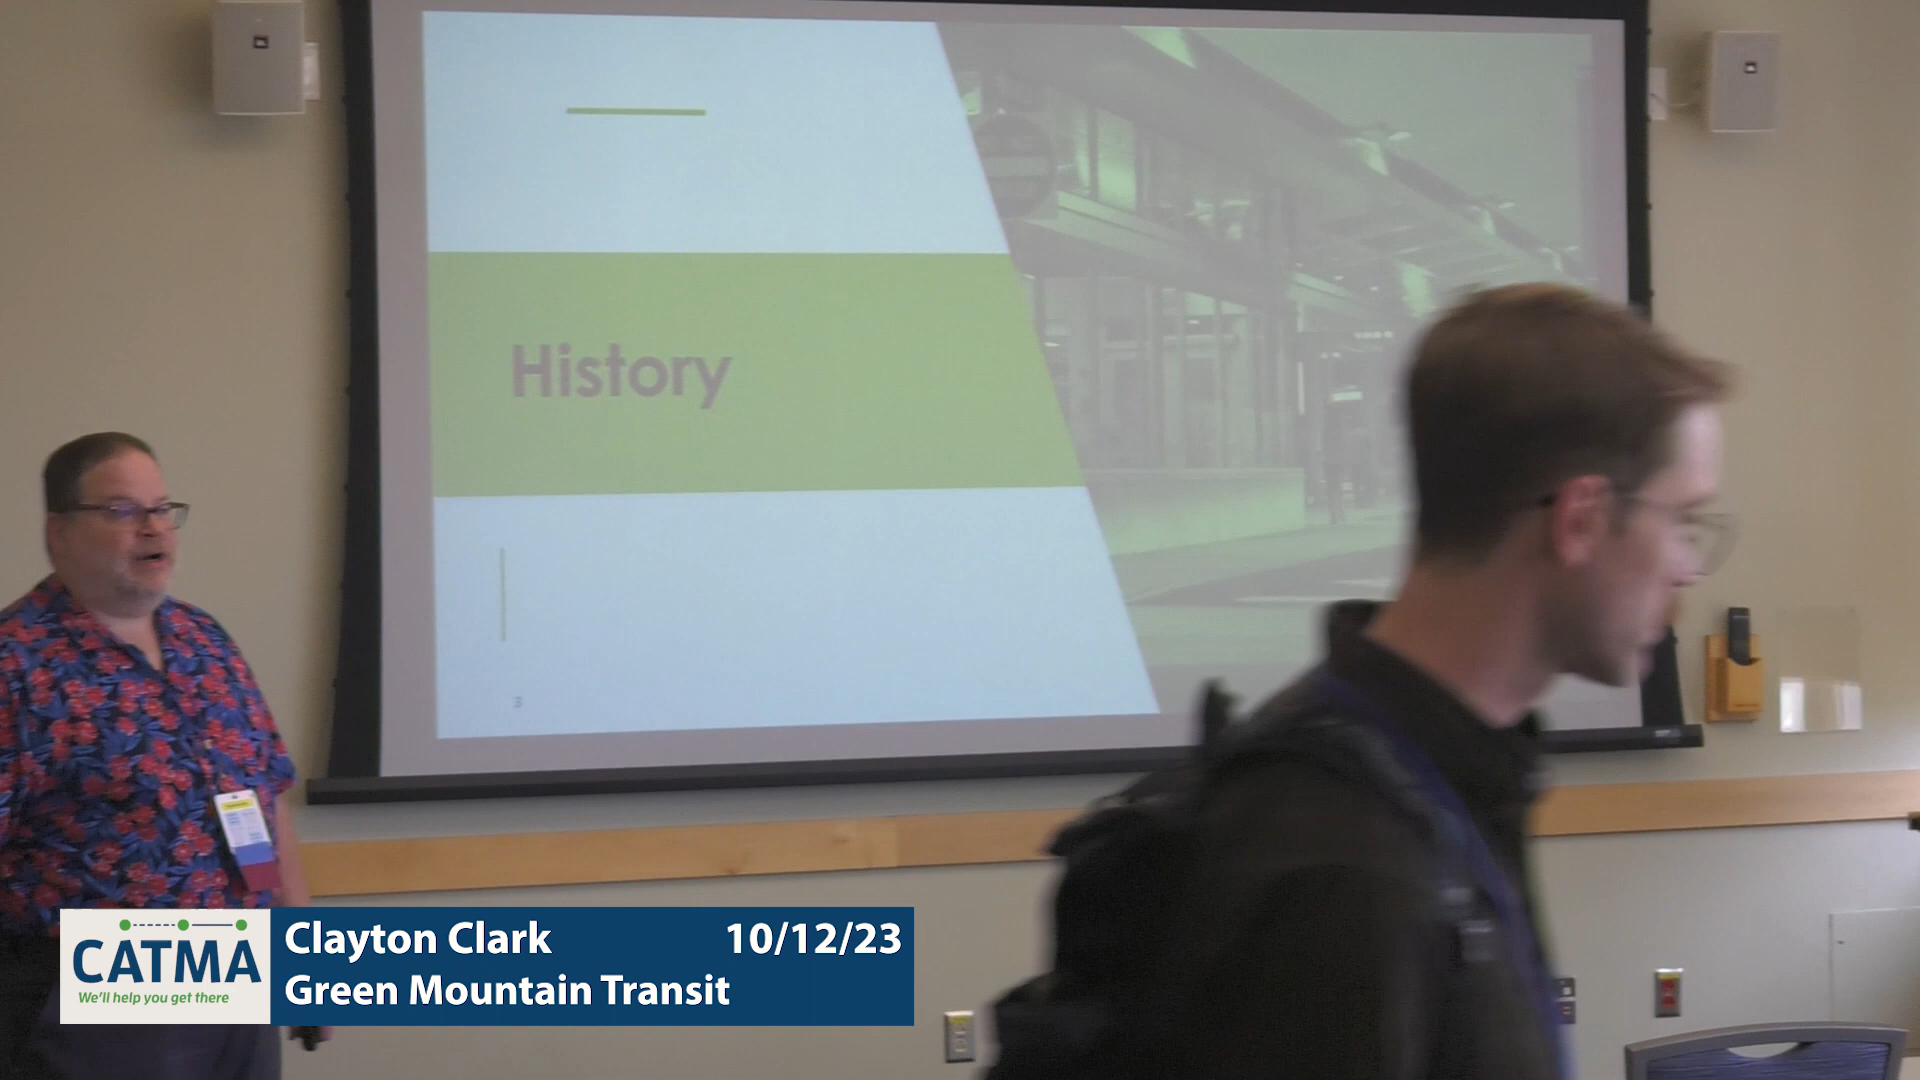 History
3
CATMA
We'll help you get there
Clayton Clark 10/12/23
Green Mountain Transit